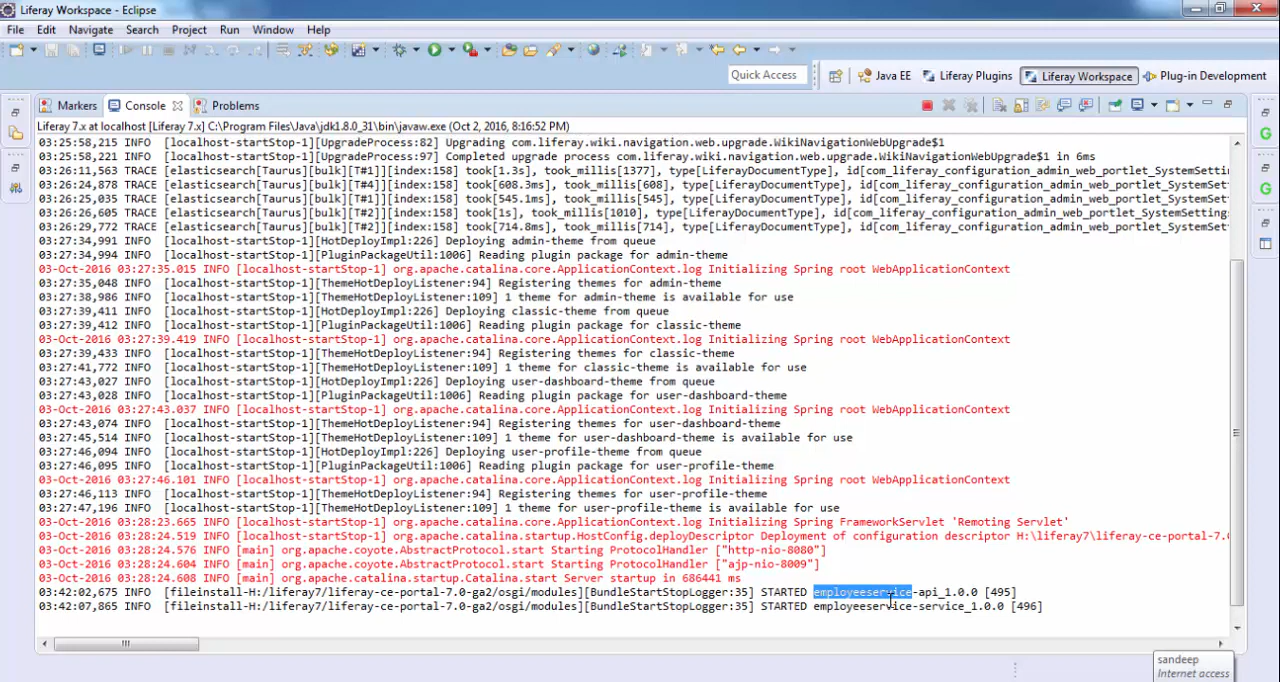 Liferay Workspace - Eclipse
File Edit Navigate Search Project Run Window Help
Quick Access Java EE Liferay Plugins Liferay Workspace Plug-in Development
Markers Console Problems
Liferay 7.x at localhost [Liferay 7.x] C:\Program Files\Java\jdk1.8.0_31\bin\javaw.exe (Oct 2, 2016, 8:16:52 PM)
03:25:58,215 INFO [localhost-startStop-1][UpgradeProcess:82] Upgrading com.liferay.wiki.navigation.web.upgrade.WikiNavigationWebUpgrade$1
03:25:58,221 INFO [localhost-startStop-1][UpgradeProcess:97] Completed upgrade process com.liferay.wiki.navigation.web.upgrade.WikiNavigationWebUpgrade$1 in 6ms
03:26:11,563 TRACE [elasticsearch[Taurus][bulk][T#1]][index:158] took[1.3s], took_millis[1377], type[LiferayDocumentType], id[com_liferay_configuration_admin_web_portlet_SystemSetti
03:26:24,878 TRACE [elasticsearch[Taurus][bulk][T#4]][index:158] took[608.3ms], took_millis[608], type[LiferayDocumentType], id[com_liferay_configuration_admin_web_portlet_SystemSet
03:26:25,035 TRACE [elasticsearch[Taurus][bulk][T#1]][index:158] took[545.1ms], took_millis[545], type[LiferayDocumentType], id[com_liferay_configuration_admin_web_portlet_SystemSet
03:26:26,605 TRACE [elasticsearch[Taurus][bulk][T#2]][index:158] took[1s], took_millis[1010], type[LiferayDocumentType], id[com_liferay_configuration_admin_web_portlet_SystemSetting
03:26:29,772 TRACE [elasticsearch[Taurus][bulk][T#2]][index:158] took[714.8ms], took_millis[714], type[LiferayDocumentType], id[com_liferay_configuration_admin_web_portlet_SystemSet
03:27:34,991 INFO [localhost-startStop-1][HotDeployImpl:226] Deploying admin-theme from queue
03:27:34,994 INFO [localhost-startStop-1][PluginPackageUtil:1006] Reading plugin package for admin-theme
03-Oct-2016 03:27:35.015 INFO [localhost-startStop-1] org.apache.catalina.core.ApplicationContext.log Initializing Spring root WebApplicationContext
03:27:35,048 INFO [localhost-startStop-1][ThemeHotDeployListener:94] Registering themes for admin-theme
03:27:38,986 INFO [localhost-startStop-1][ThemeHotDeployListener:109] 1 theme for admin-theme is available for use
03:27:39,411 INFO [localhost-startStop-1][HotDeployImpl:226] Deploying classic-theme from queue
03:27:39,412 INFO [localhost-startStop-1][PluginPackageUtil:1006] Reading plugin package for classic-theme
03-Oct-2016 03:27:39.419 INFO [localhost-startStop-1] org.apache.catalina.core.ApplicationContext.log Initializing Spring root WebApplicationContext
03:27:39,433 INFO [localhost-startStop-1][ThemeHotDeployListener:94] Registering themes for classic-theme
03:27:41,772 INFO [localhost-startStop-1][ThemeHotDeployListener:109] 1 theme for classic-theme is available for use
03:27:43,027 INFO [localhost-startStop-1][HotDeployImpl:226] Deploying user-dashboard-theme from queue
03:27:43,028 INFO [localhost-startStop-1][PluginPackageUtil:1006] Reading plugin package for user-dashboard-theme
03-Oct-2016 03:27:43.037 INFO [localhost-startStop-1] org.apache.catalina.core.ApplicationContext.log Initializing Spring root WebApplicationContext
03:27:43,074 INFO [localhost-startStop-1][ThemeHotDeployListener:94] Registering themes for user-dashboard-theme
03:27:45,514 INFO [localhost-startStop-1][ThemeHotDeployListener:109] 1 theme for user-dashboard-theme is available for use
03:27:46,094 INFO [localhost-startStop-1][HotDeployImpl:226] Deploying user-profile-theme from queue
03:27:46,095 INFO [localhost-startStop-1][PluginPackageUtil:1006] Reading plugin package for user-profile-theme
03-Oct-2016 03:27:46.101 INFO [localhost-startStop-1] org.apache.catalina.core.ApplicationContext.log Initializing Spring root WebApplicationContext
03:27:46,113 INFO [localhost-startStop-1][ThemeHotDeployListener:94] Registering themes for user-profile-theme
03:27:47,196 INFO [localhost-startStop-1][ThemeHotDeployListener:109] 1 theme for user-profile-theme is available for use
03-Oct-2016 03:28:23.665 INFO [localhost-startStop-1] org.apache.catalina.core.ApplicationContext.log Initializing Spring FrameworkServlet 'Remoting Servlet'
03-Oct-2016 03:28:24.519 INFO [localhost-startStop-1] org.apache.catalina.startup.HostConfig.deployDescriptor Deployment of configuration descriptor H:\liferay7\liferay-ce-portal-7.0
03-Oct-2016 03:28:24.576 INFO [main] org.apache.coyote.AbstractProtocol.start Starting ProtocolHandler ["http-nio-8080"]
03-Oct-2016 03:28:24.604 INFO [main] org.apache.coyote.AbstractProtocol.start Starting ProtocolHandler ["ajp-nio-8009"]
03-Oct-2016 03:28:24.608 INFO [main] org.apache.catalina.startup.Catalina.start Server startup in 686441 ms
03:42:02,675 INFO [fileinstall-H:/liferay7/liferay-ce-portal-7.0-ga2/osgi/modules][BundleStartStopLogger:35] STARTED employeeservice-api_1.0.0 [495]
03:42:07,865 INFO [fileinstall-H:/liferay7/liferay-ce-portal-7.0-ga2/osgi/modules][BundleStartStopLogger:35] STARTED employeeservice-service_1.0.0 [496]
sandeep
Internet access